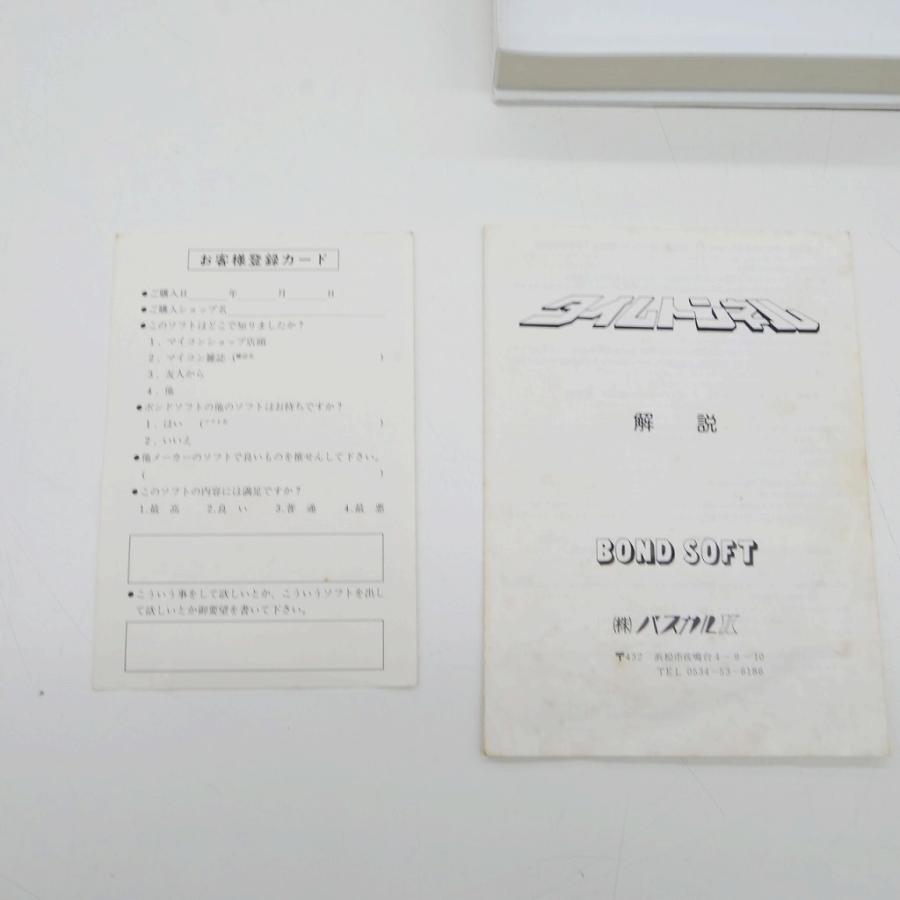 お客様登録カード
●ご購入日 年 月 日
●ご購入ショップ名
●このソフトはどこで知りましたか？
1．マイコンショップ店頭
2．マイコン雑誌 ( )
3．友人から
4．他
●ボンドソフトの他のソフトはお持ちですか？
1．はい ( )
2．いいえ
●他メーカーのソフトで良いものを推せんして下さい。
( )
●このソフトの内容には満足ですか？
1.最 高 2.良 い 3.普 通 4.最 悪
●こういう事をして欲しいとか、こういうソフトを出し
て欲しいとか御要望を書いて下さい。
タイムトンネル
解 説
BOND SOFT
(株) パスカルII
〒432 浜松市佐鳴台4－9－10
TEL 0534－53－6186